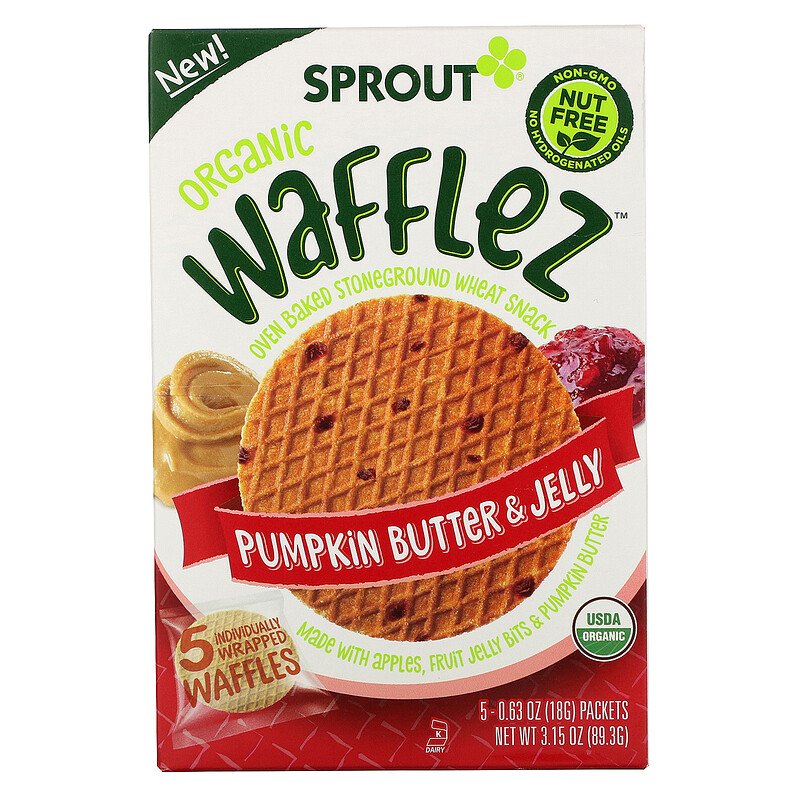 New!
SPROUT®
NON-GMO
NUT
FREE
NO HYDROGENATED OILS
ORGANIC
WAFFLEZ™
OVEN BAKED STONEGROUND WHEAT SNACK
PUMPKIN BUTTER & JELLY
MADE WITH APPLES, FRUIT JELLY BITS & PUMPKIN BUTTER
5 INDIVIDUALLY
WRAPPED
WAFFLES
USDA
ORGANIC
5 - 0.63 OZ (18G) PACKETS
NET WT 3.15 OZ (89.3G)
K
DAIRY